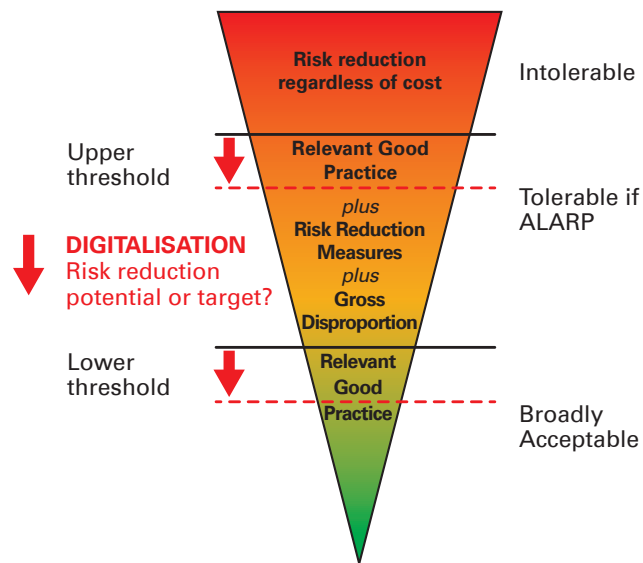 Risk reduction
regardless of cost
Intolerable
Upper
threshold
Relevant Good
Practice
Tolerable if
ALARP
plus
Risk Reduction
Measures
plus
Gross
Disproportion
DIGITALISATION
Risk reduction
potential or target?
Lower
threshold
Relevant
Good
Practice
Broadly
Acceptable